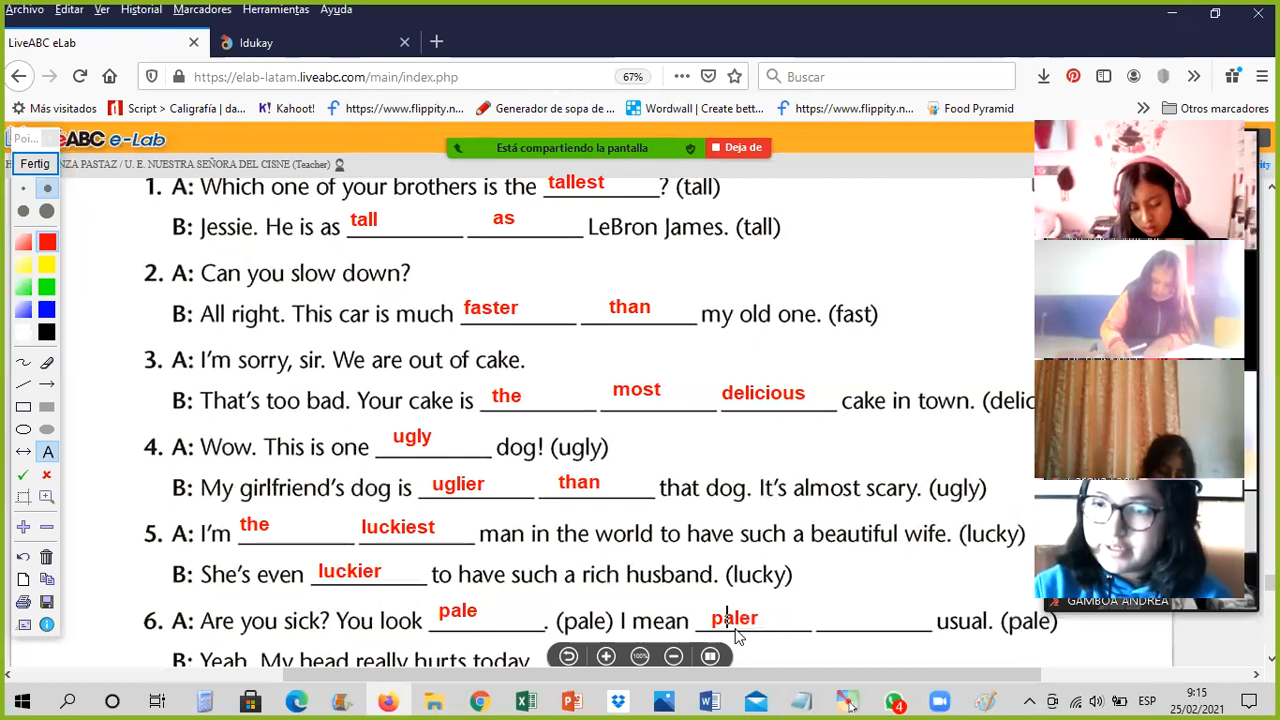 Archivo Editar Ver Historial Marcadores Herramientas Ayuda
LiveABC eLab Idukay
https://elab-latam.liveabc.com/main/index.php 67% Buscar
Más visitados Script > Caligrafía | da... Kahoot! https://www.flippity.n... Generador de sopa de ... Wordwall | Create bett... https://www.flippity.n... Food Pyramid Otros marcadores
Poi... ABC e-Lab
Está compartiendo la pantalla Deja de
Fertig
PASTAZ / U. E. NUESTRA SEÑORA DEL CISNE (Teacher)
1. A: Which one of your brothers is the tallest ? (tall)
B: Jessie. He is as tall as LeBron James. (tall)
2. A: Can you slow down?
B: All right. This car is much faster than my old one. (fast)
3. A: I'm sorry, sir. We are out of cake.
B: That's too bad. Your cake is the most delicious cake in town. (delic
4. A: Wow. This is one ugly dog! (ugly)
B: My girlfriend's dog is uglier than that dog. It's almost scary. (ugly)
5. A: I'm the luckiest man in the world to have such a beautiful wife. (lucky)
B: She's even luckier to have such a rich husband. (lucky)
6. A: Are you sick? You look pale . (pale) I mean paler usual. (pale)
B: Yeah. My head really hurts today.
GAMBOA ANDREA
100%
ESP
9:15
25/02/2021
4